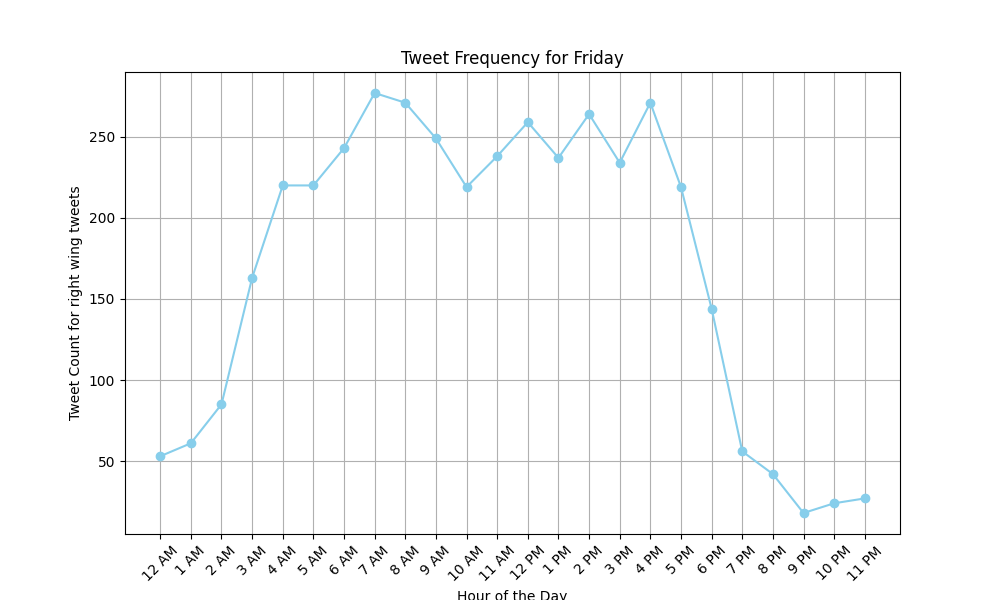 Tweet Frequency for Friday
Tweet Count for right wing tweets
250
200
150
100
50
12 AM
1 AM
2 AM
3 AM
4 AM
5 AM
6 AM
7 AM
8 AM
9 AM
10 AM
11 AM
12 PM
1 PM
2 PM
3 PM
4 PM
5 PM
6 PM
7 PM
8 PM
9 PM
10 PM
11 PM
Hour of the Day